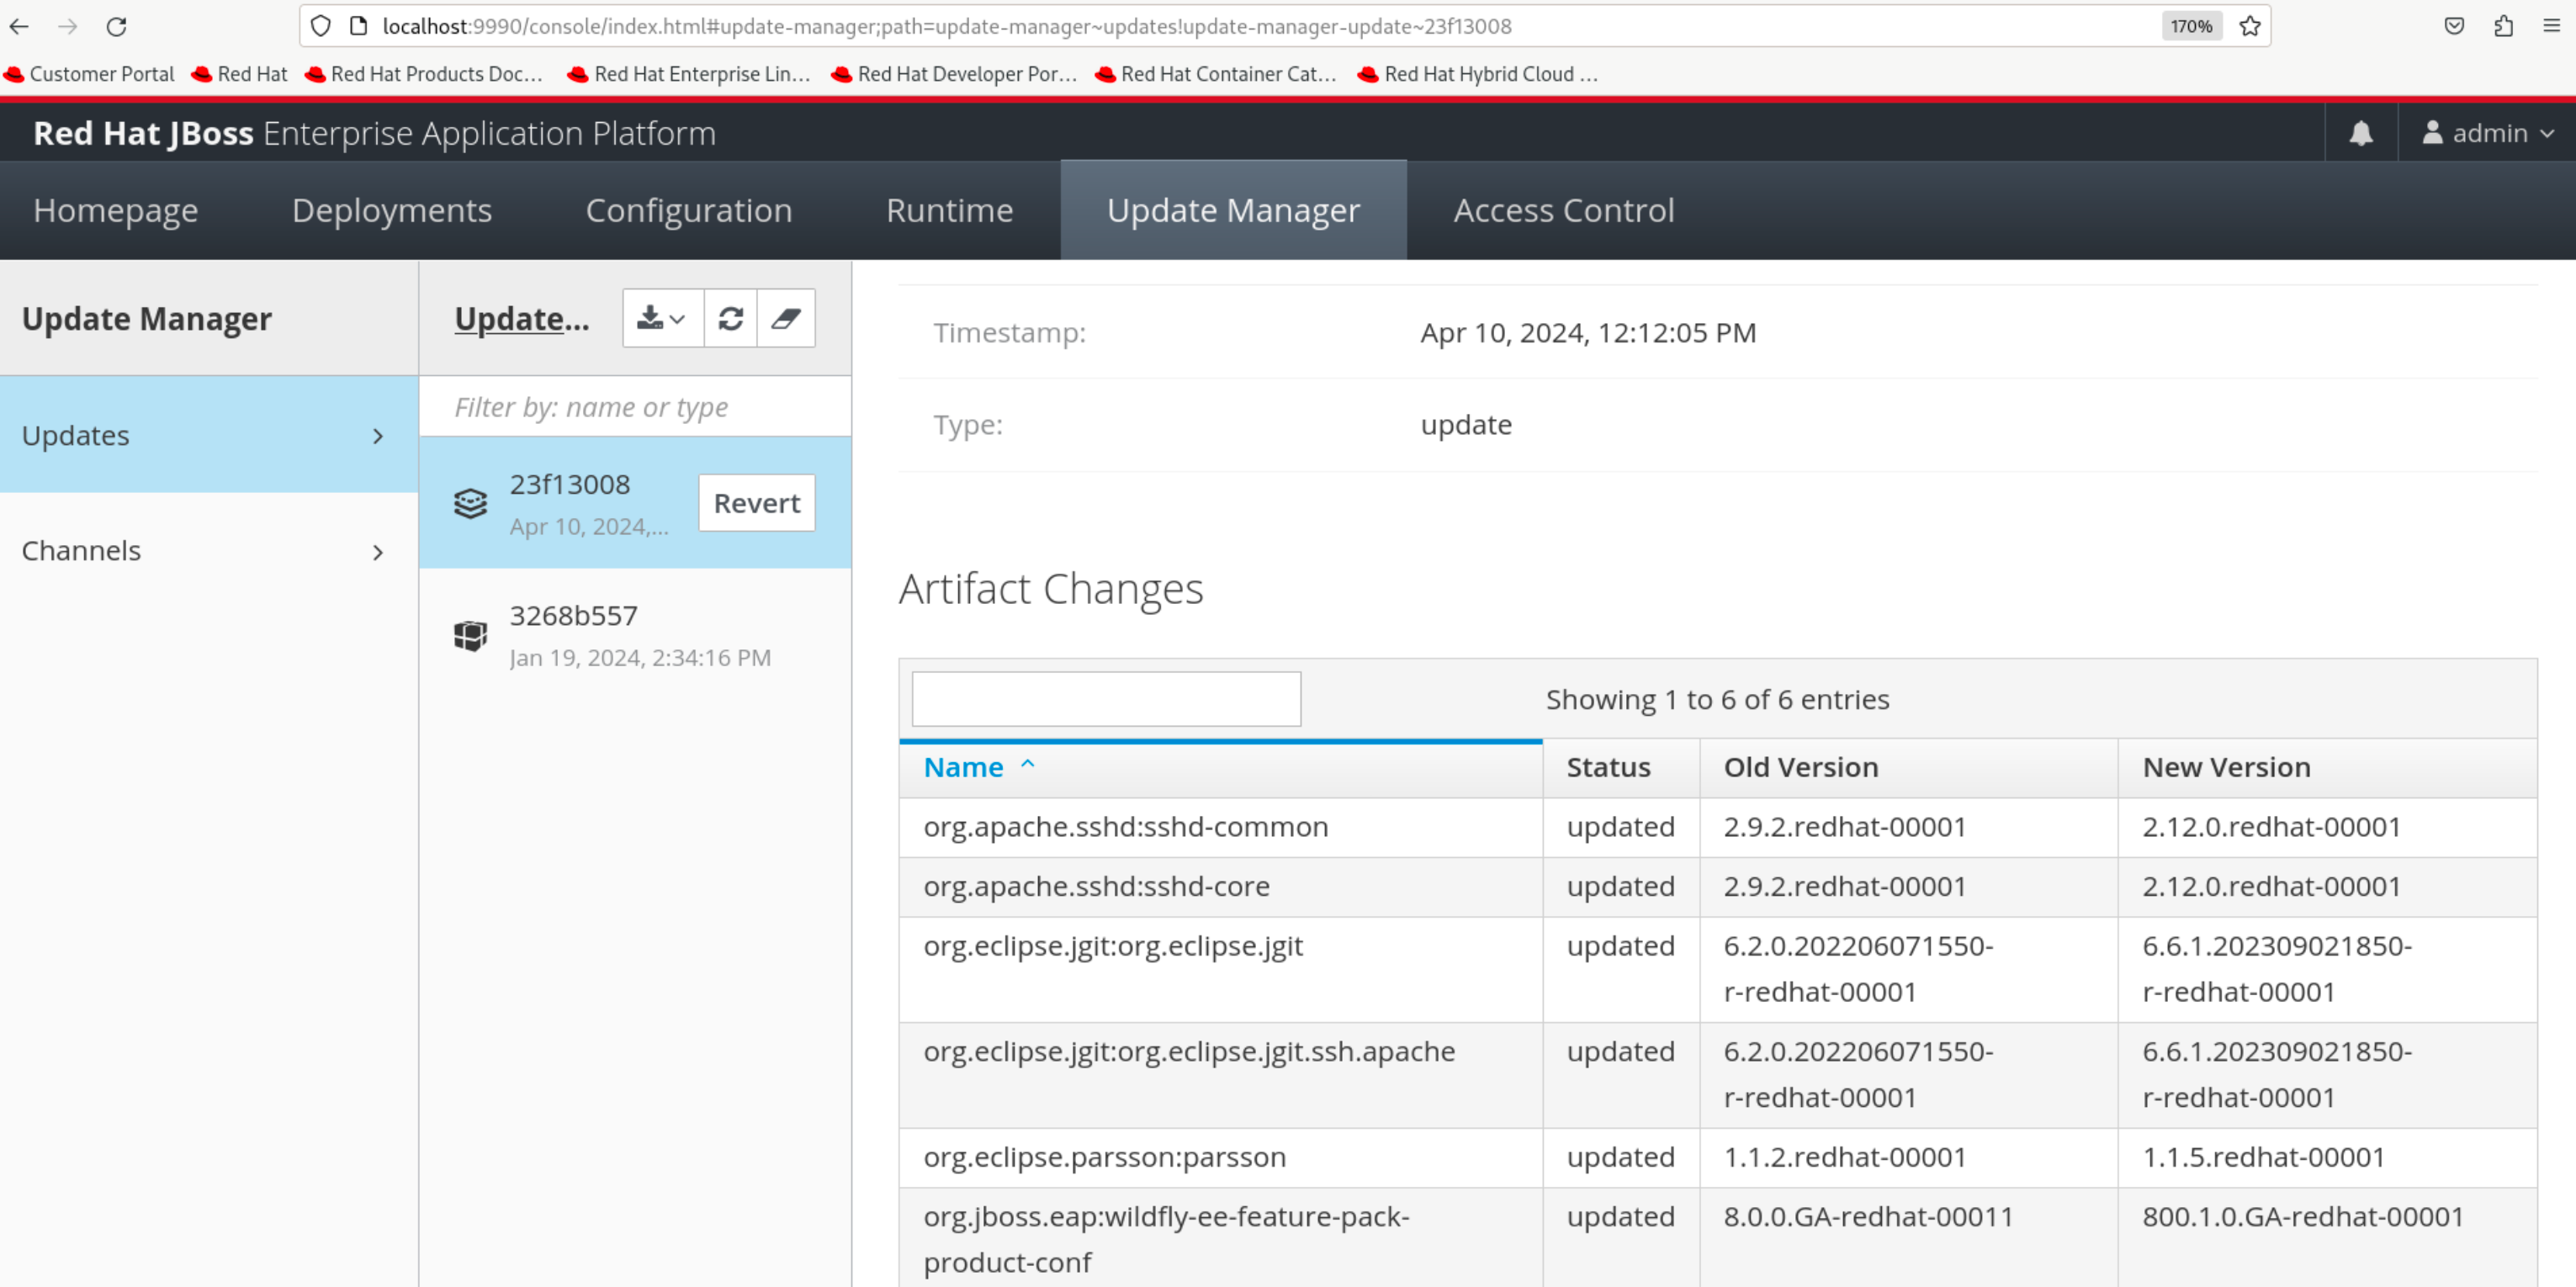 localhost:9990/console/index.html#update-manager;path=update-manager~updates!update-manager-update~23f13008
170%
Customer Portal Red Hat Red Hat Products Doc… Red Hat Enterprise Lin… Red Hat Developer Por… Red Hat Container Cat… Red Hat Hybrid Cloud …
Red Hat JBoss Enterprise Application Platform
admin
Homepage Deployments Configuration Runtime Update Manager Access Control
Update Manager
Updates
Channels
Update...
Filter by: name or type
23f13008
Apr 10, 2024,...
Revert
3268b557
Jan 19, 2024, 2:34:16 PM
Timestamp: Apr 10, 2024, 12:12:05 PM
Type: update
Artifact Changes
Showing 1 to 6 of 6 entries
Name Status Old Version New Version
org.apache.sshd:sshd-common updated 2.9.2.redhat-00001 2.12.0.redhat-00001
org.apache.sshd:sshd-core updated 2.9.2.redhat-00001 2.12.0.redhat-00001
org.eclipse.jgit:org.eclipse.jgit updated 6.2.0.202206071550- 6.6.1.202309021850-
r-redhat-00001 r-redhat-00001
org.eclipse.jgit:org.eclipse.jgit.ssh.apache updated 6.2.0.202206071550- 6.6.1.202309021850-
r-redhat-00001 r-redhat-00001
org.eclipse.parsson:parsson updated 1.1.2.redhat-00001 1.1.5.redhat-00001
org.jboss.eap:wildfly-ee-feature-pack- updated 8.0.0.GA-redhat-00011 800.1.0.GA-redhat-00001
product-conf